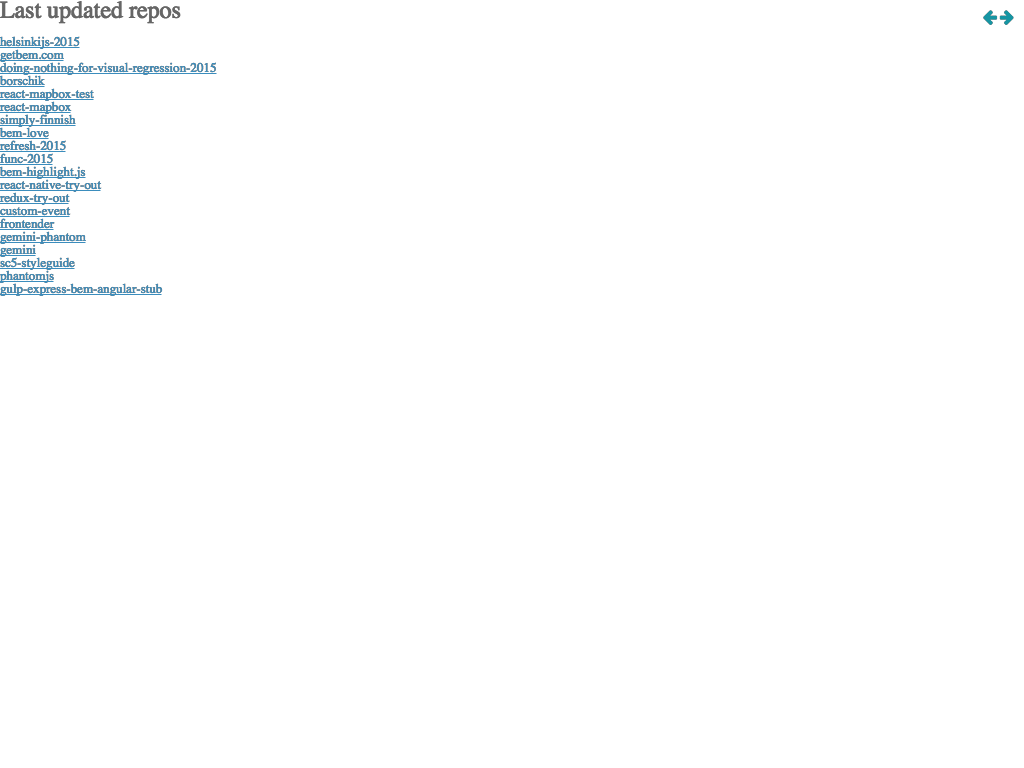 Last updated repos
helsinkijs-2015
getbem.com
doing-nothing-for-visual-regression-2015
borschik
react-mapbox-test
react-mapbox
simply-finnish
bem-love
refresh-2015
func-2015
bem-highlight.js
react-native-try-out
redux-try-out
custom-event
frontender
gemini-phantom
gemini
sc5-styleguide
phantomjs
gulp-express-bem-angular-stub